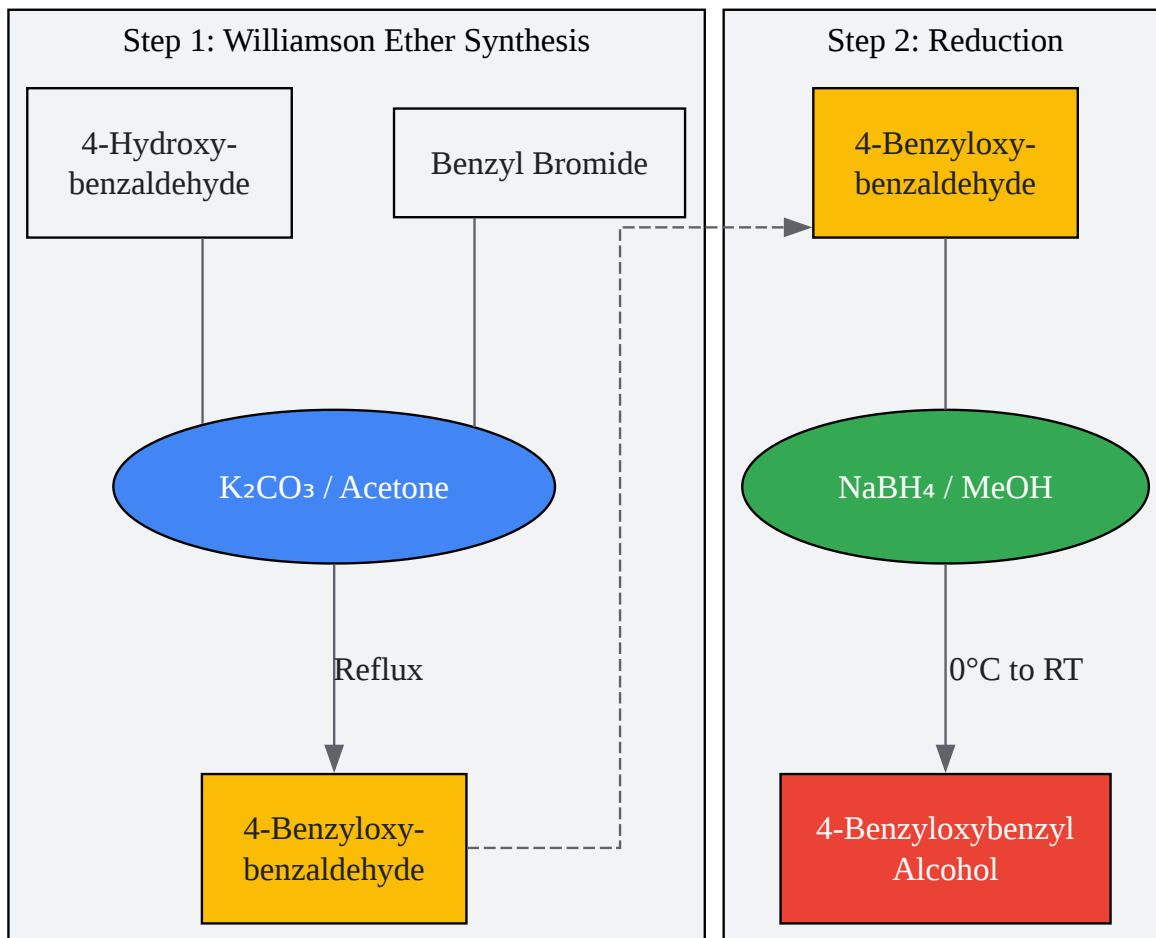 Step 1: Williamson Ether Synthesis
4-Hydroxy-
benzaldehyde
Benzyl Bromide
K₂CO₃ / Acetone
Reflux
4-Benzyloxy-
benzaldehyde
Step 2: Reduction
4-Benzyloxy-
benzaldehyde
NaBH₄ / MeOH
0°C to RT
4-Benzyloxybenzyl
Alcohol